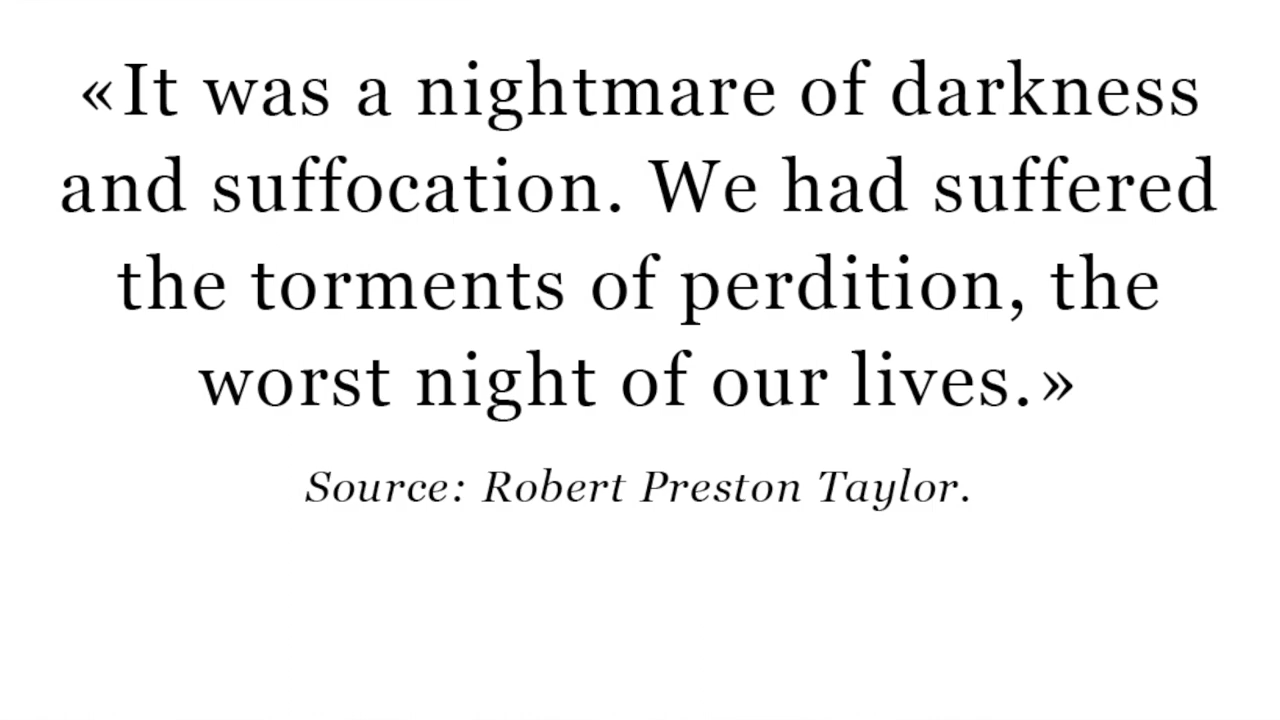 «It was a nightmare of darkness
and suffocation. We had suffered
the torments of perdition, the
worst night of our lives.»
Source: Robert Preston Taylor.